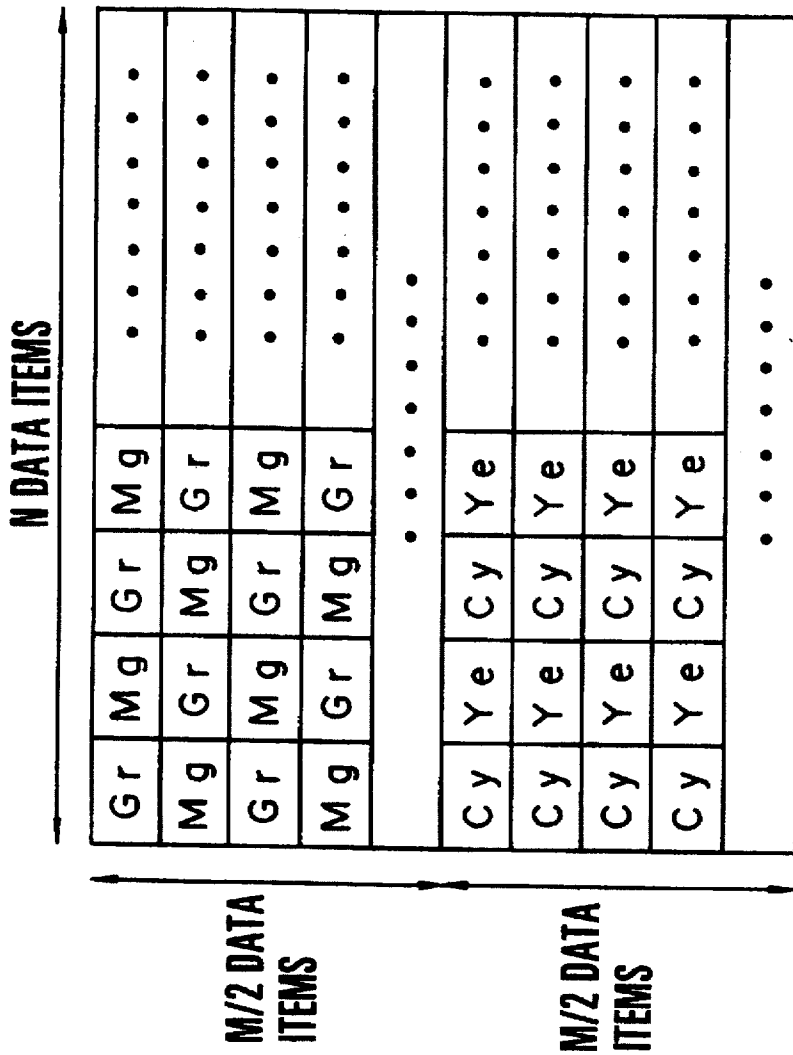 N DATA ITEMS
M/2 DATA
ITEMS
Gr Mg Gr Mg .......
Mg Gr Mg Gr .......
Gr Mg Gr Mg .......
Mg Gr Mg Gr .......
.......
M/2 DATA
ITEMS
Cy Ye Cy Ye .......
Cy Ye Cy Ye .......
Cy Ye Cy Ye .......
Cy Ye Cy Ye .......
.......